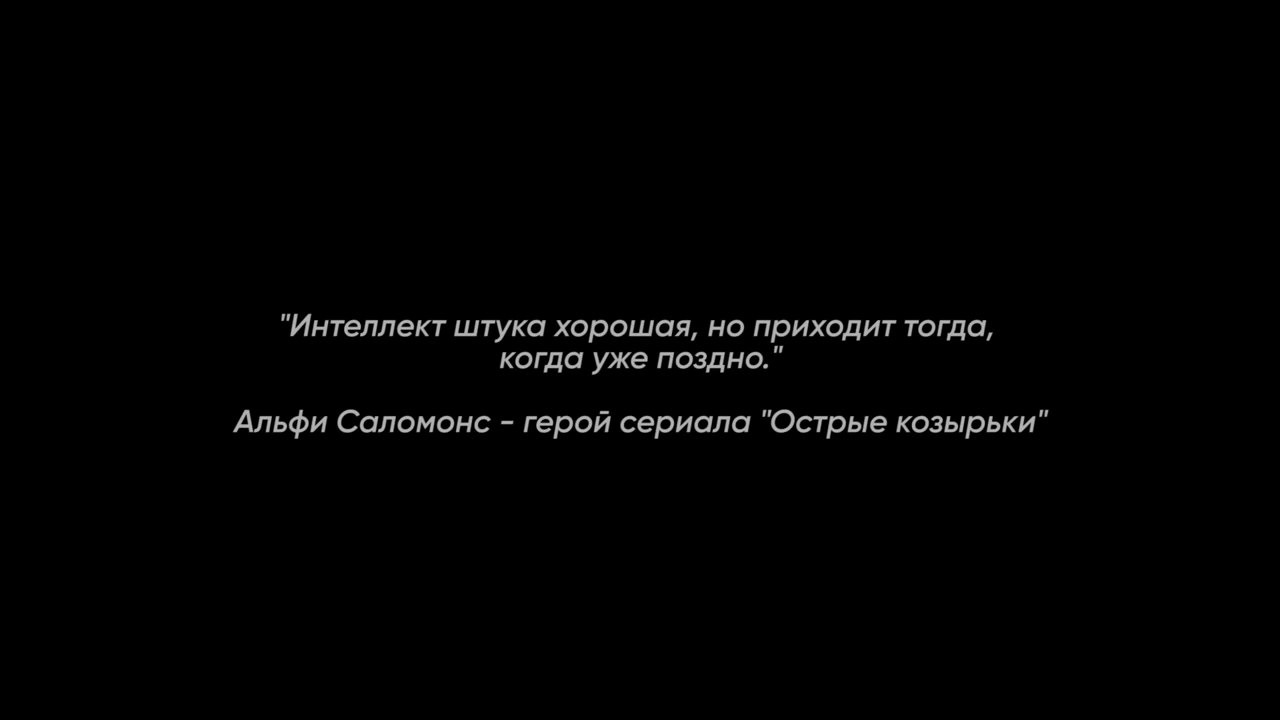 "Интеллект штука хорошая, но приходит тогда,
когда уже поздно."
Альфи Саломонс - герой сериала "Острые козырьки"